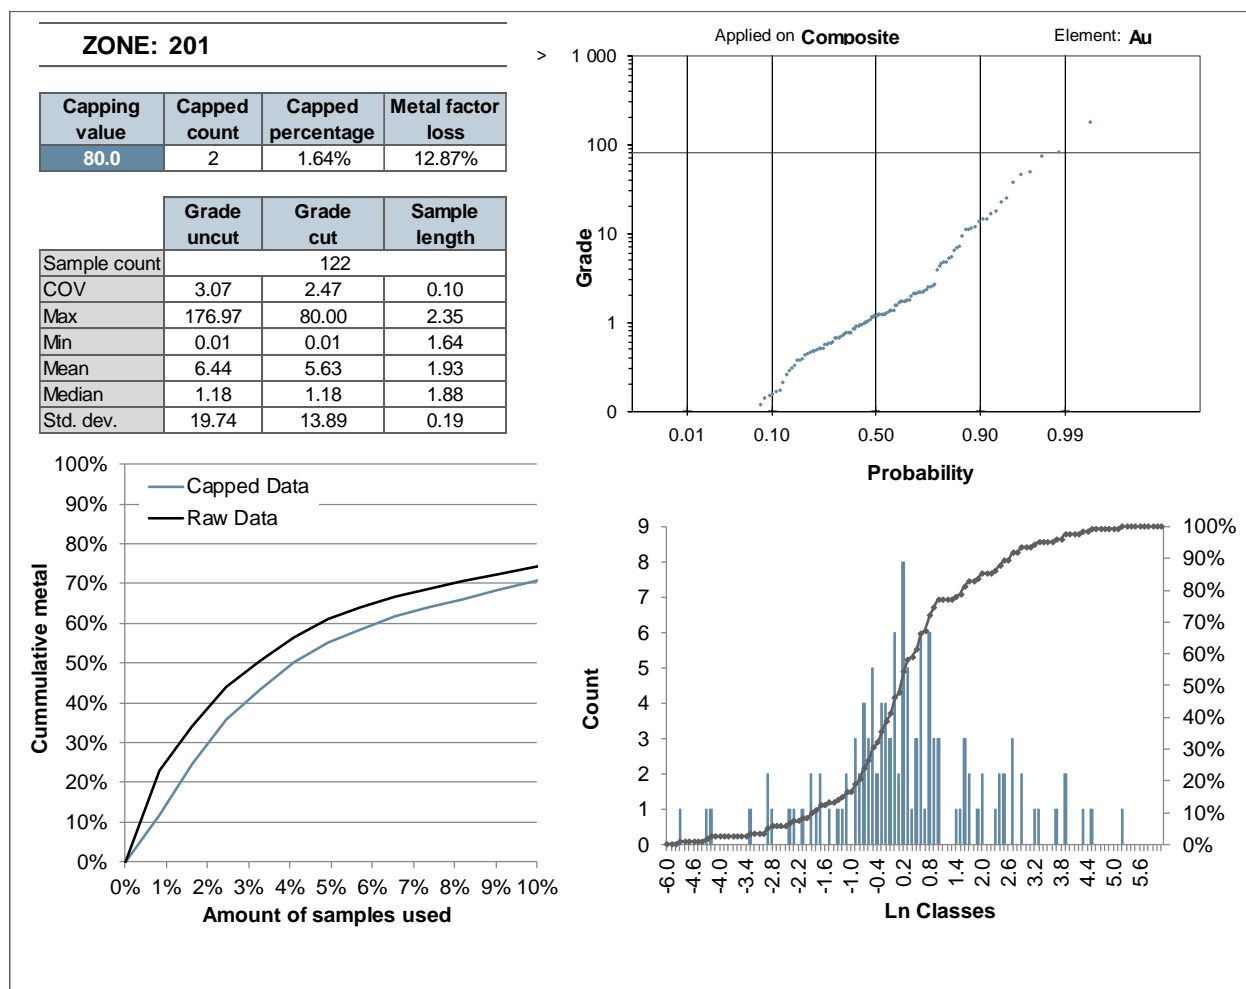 ZONE: 201
Capping value Capped count Capped percentage Metal factor loss
80.0 2 1.64% 12.87%
Grade uncut Grade cut Sample length
Sample count 122
COV 3.07 2.47 0.10
Max 176.97 80.00 2.35
Min 0.01 0.01 1.64
Mean 6.44 5.63 1.93
Median 1.18 1.18 1.88
Std. dev. 19.74 13.89 0.19
>
Applied on Composite Element: Au
1 000
100
10
1
0
Grade
0.01 0.10 0.50 0.90 0.99
Probability
100%
90%
80%
70%
60%
50%
40%
30%
20%
10%
0%
Cummulative metal
Capped Data
Raw Data
0% 1% 2% 3% 4% 5% 6% 7% 8% 9% 10%
Amount of samples used
9
8
7
6
5
4
3
2
1
0
Count
100%
90%
80%
70%
60%
50%
40%
30%
20%
10%
0%
-6.0 -4.6 -4.0 -3.4 -2.8 -2.2 -1.6 -1.0 -0.4 0.2 0.8 1.4 2.0 2.6 3.2 3.8 4.4 5.0 5.6
Ln Classes